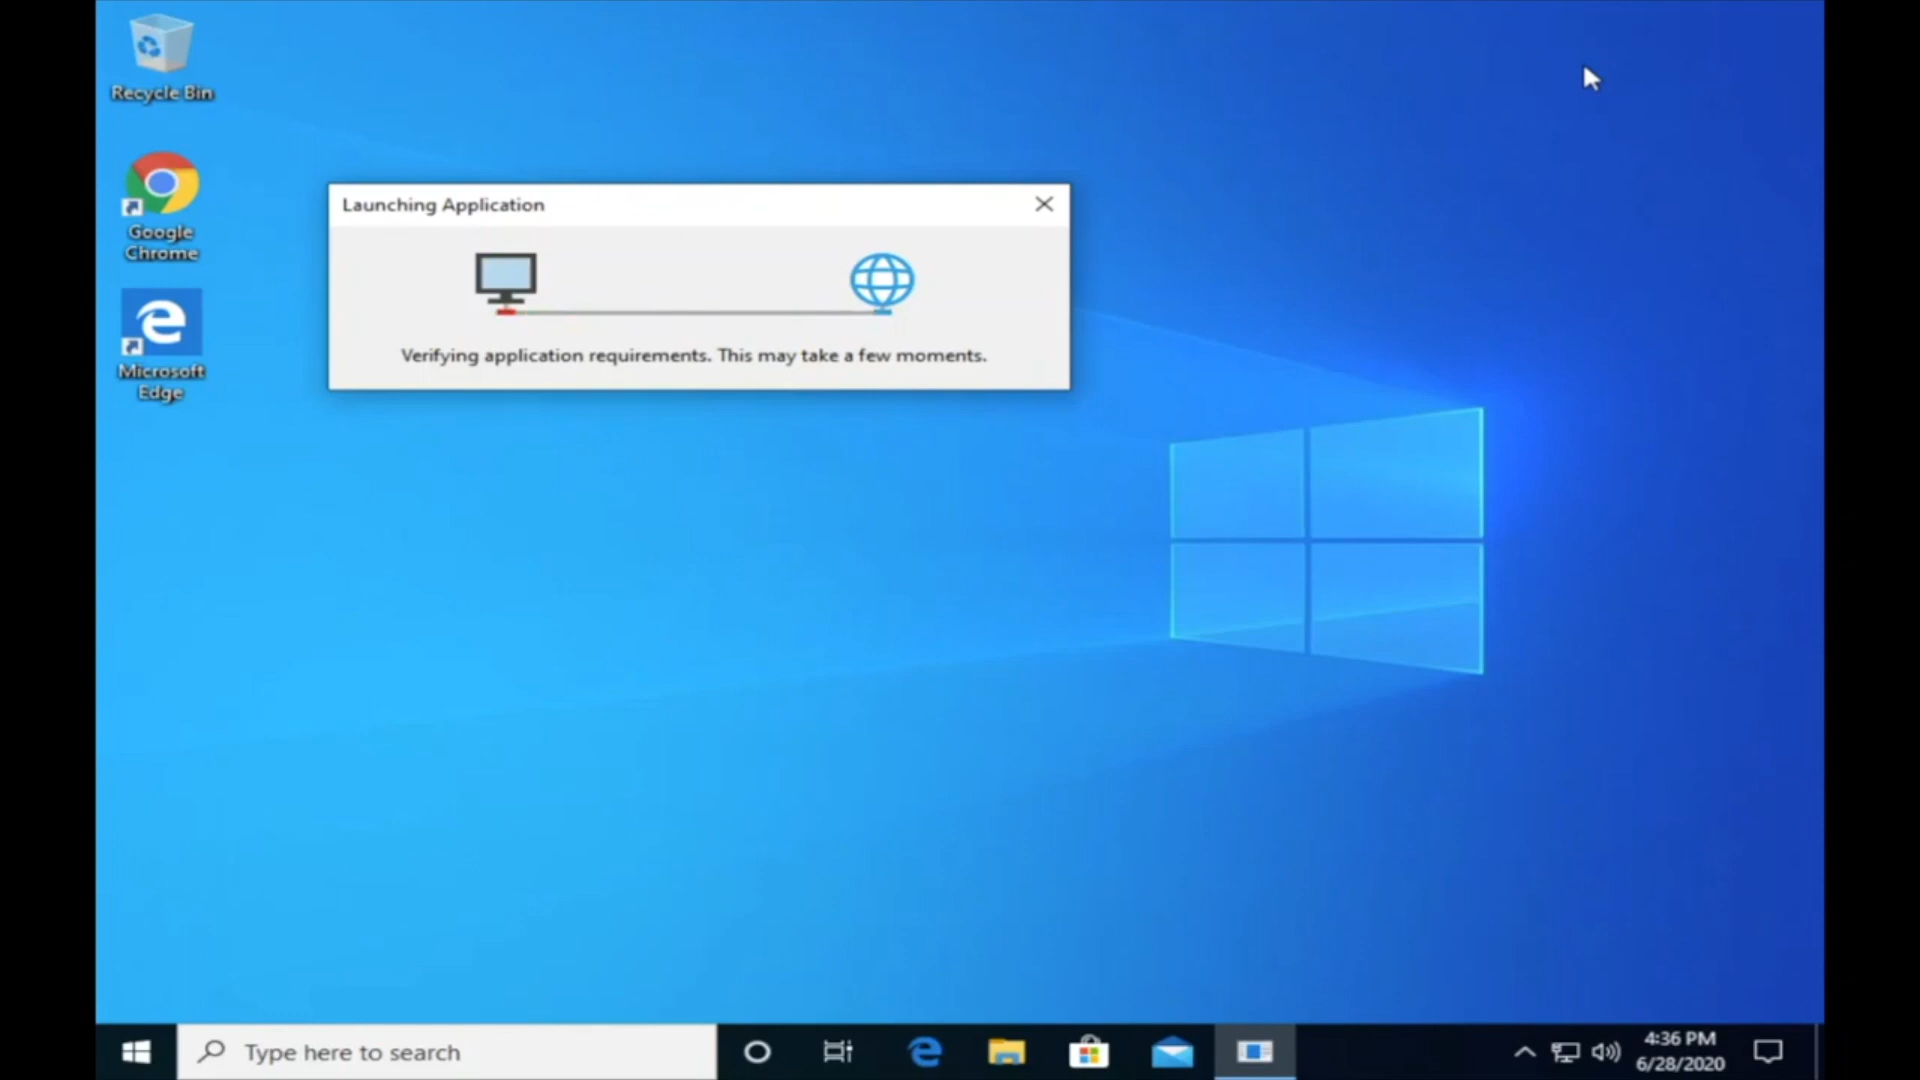 Recycle Bin
Google
Chrome
Microsoft
Edge
Launching Application
Verifying application requirements. This may take a few moments.
Type here to search
4:36 PM
6/28/2020